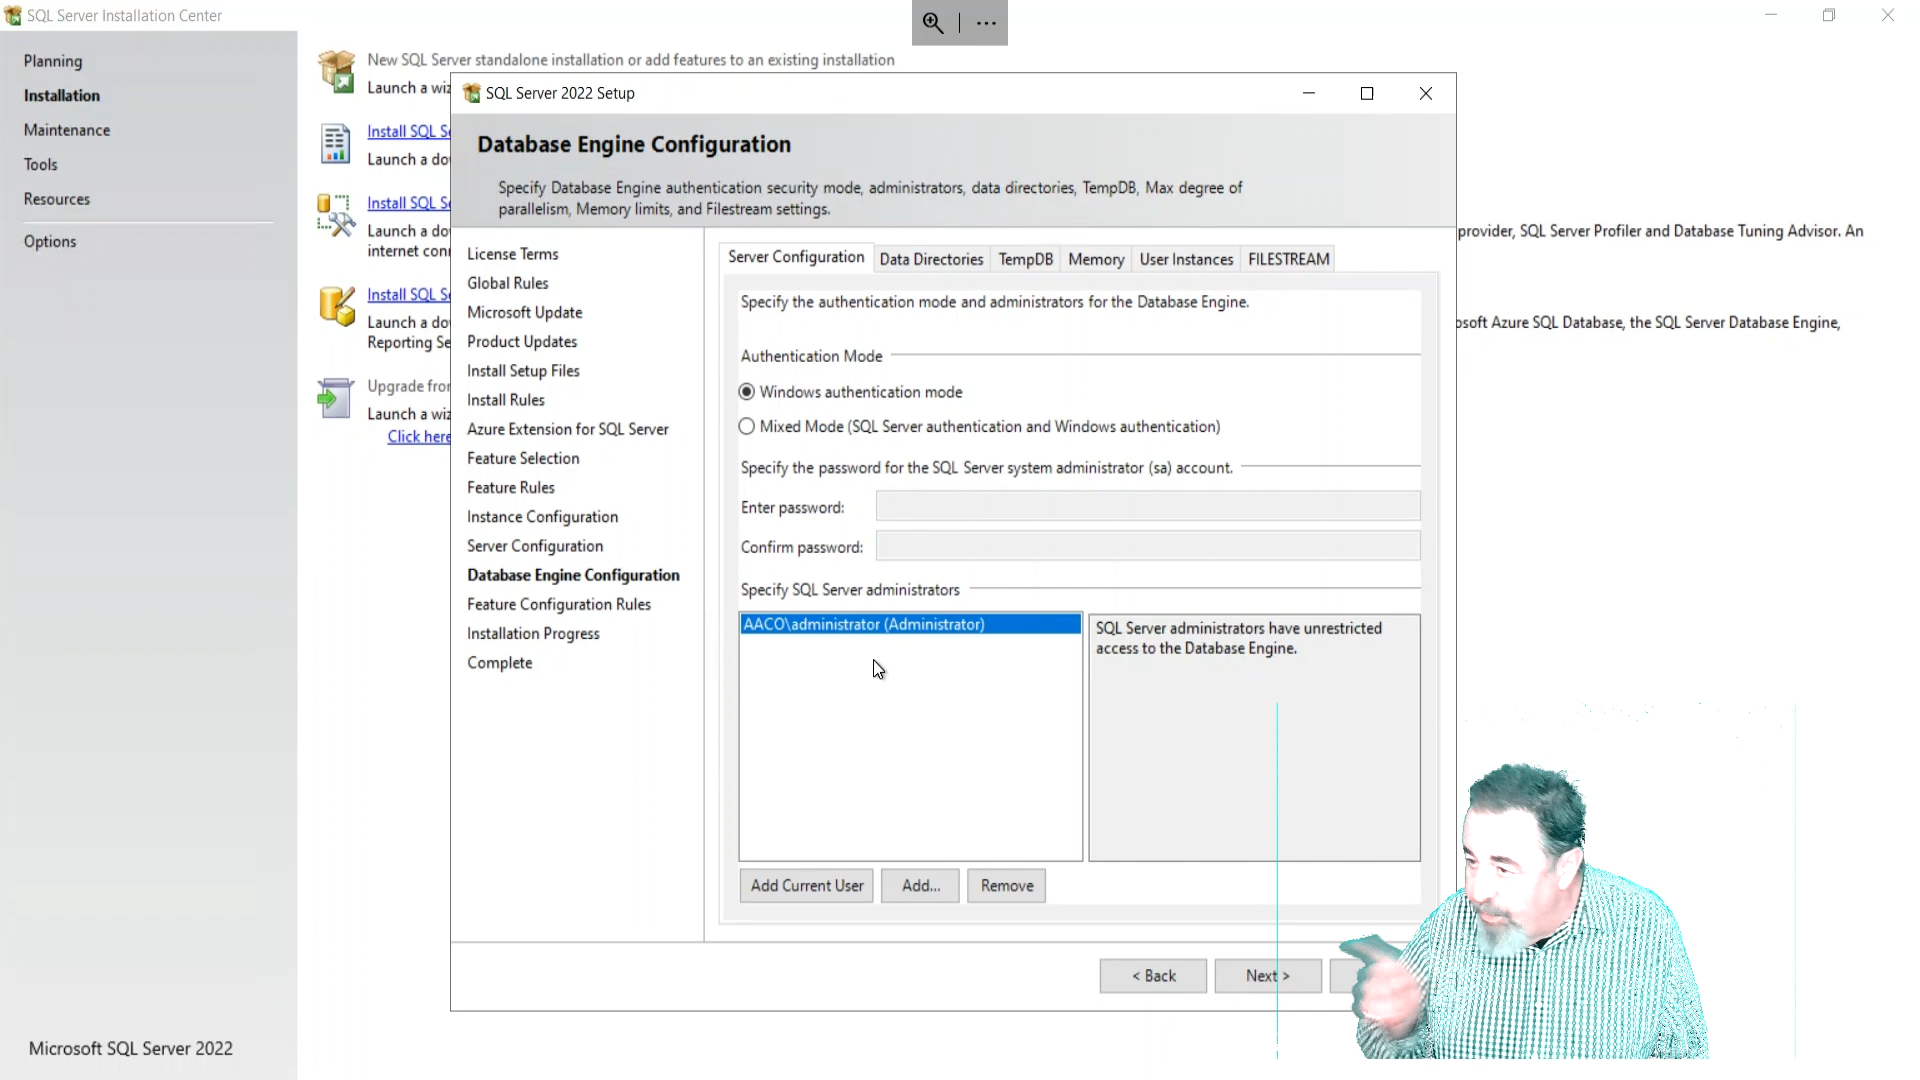 SQL Server Installation Center
Planning
Installation
Maintenance
Tools
Resources
Options
Microsoft SQL Server 2022
New SQL Server standalone installation or add features to an existing installation
Launch a wiz
Install SQL Se
Launch a do
Install SQL Se
Launch a do
internet conn
provider, SQL Server Profiler and Database Tuning Advisor. An
Install SQL Se
Launch a do
Reporting Se
osoft Azure SQL Database, the SQL Server Database Engine,
Upgrade from
Launch a wiz
Click here
SQL Server 2022 Setup
Database Engine Configuration
Specify Database Engine authentication security mode, administrators, data directories, TempDB, Max degree of
parallelism, Memory limits, and Filestream settings.
License Terms
Global Rules
Microsoft Update
Product Updates
Install Setup Files
Install Rules
Azure Extension for SQL Server
Feature Selection
Feature Rules
Instance Configuration
Server Configuration
Database Engine Configuration
Feature Configuration Rules
Installation Progress
Complete
Server Configuration Data Directories TempDB Memory User Instances FILESTREAM
Specify the authentication mode and administrators for the Database Engine.
Authentication Mode
Windows authentication mode
Mixed Mode (SQL Server authentication and Windows authentication)
Specify the password for the SQL Server system administrator (sa) account.
Enter password:
Confirm password:
Specify SQL Server administrators
AACO\administrator (Administrator)
SQL Server administrators have unrestricted
access to the Database Engine.
Add Current User Add... Remove
< Back Next >